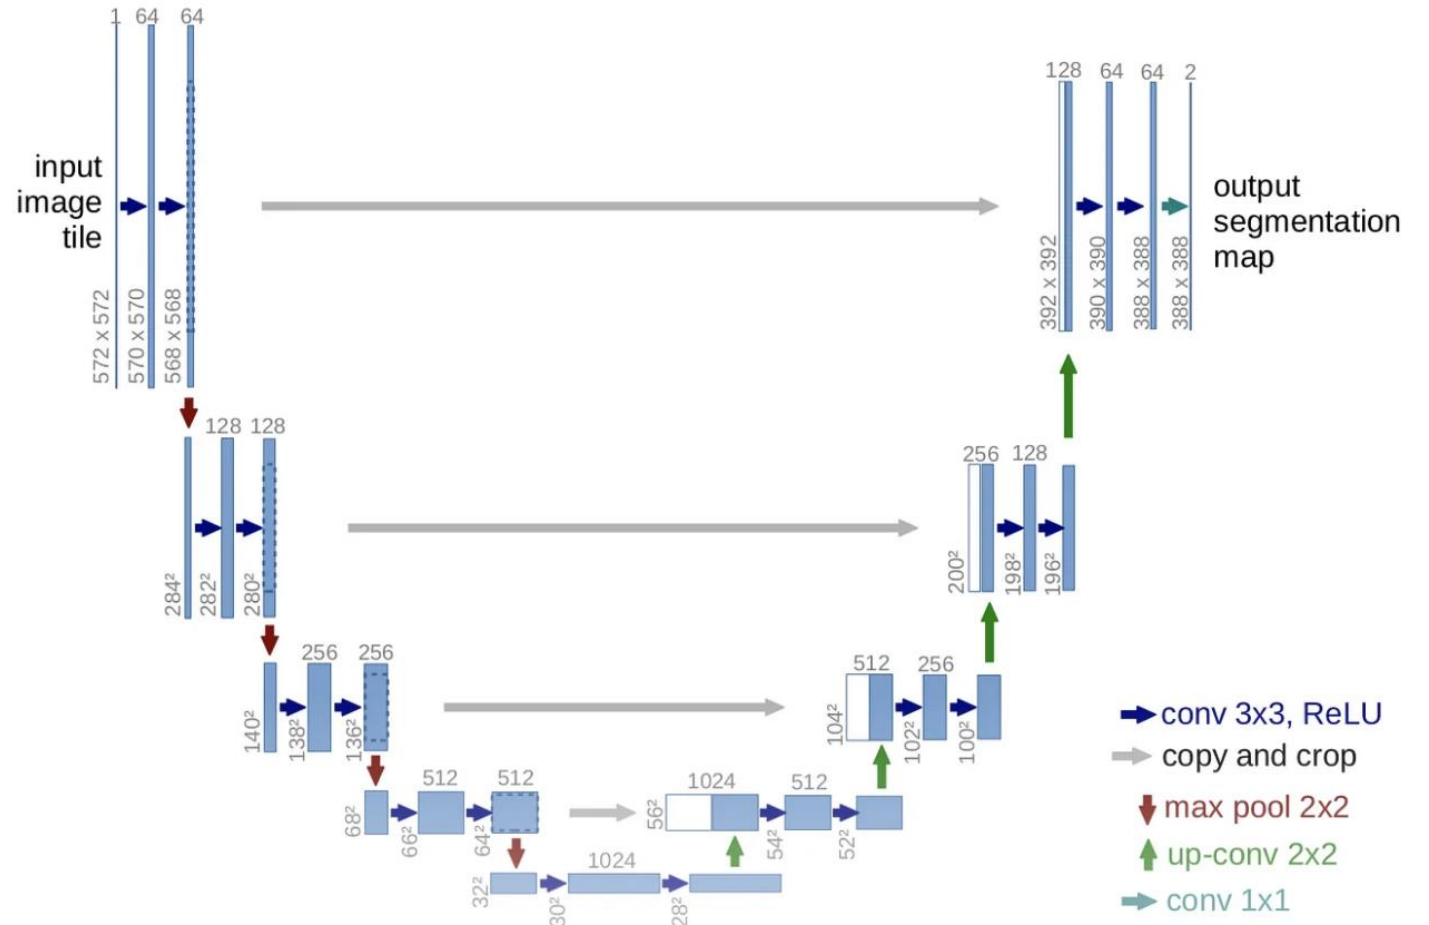 1 64 64
input
image
tile
572 x 572
570 x 570
568 x 568
128 64 64 2
output
segmentation
map
392 x 392
390 x 390
388 x 388
388 x 388
128 128
284²
282²
280²
256 128
200²
198²
196²
256 256
140²
138²
136²
512 256
104²
102²
100²
512 512
68²
66²
64²
1024 512
56²
54²
52²
1024
32²
30²
28²
conv 3x3, ReLU
copy and crop
max pool 2x2
up-conv 2x2
conv 1x1